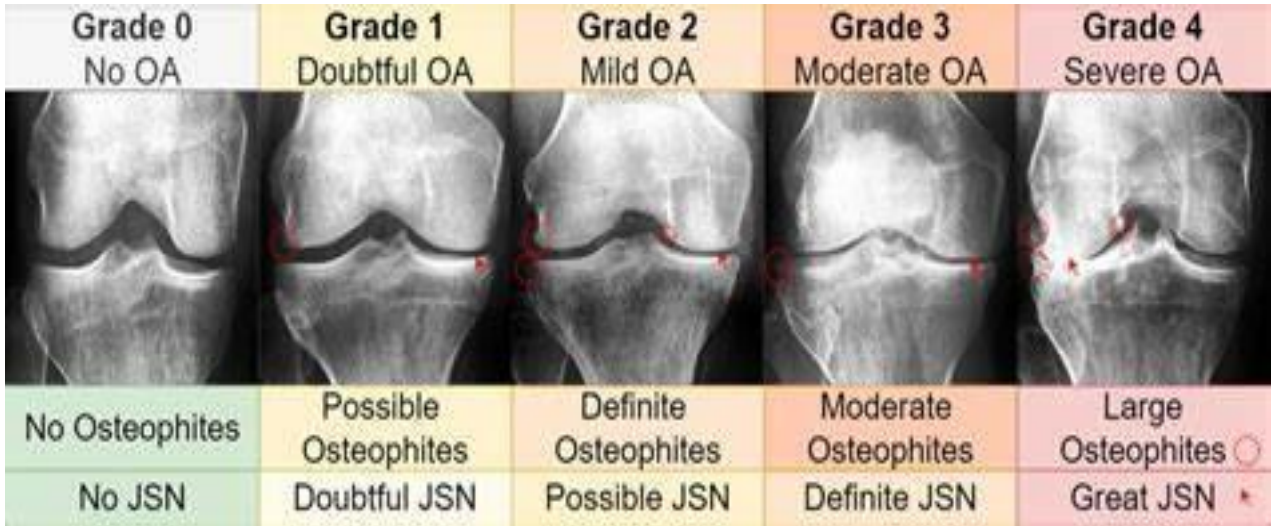 Grade 0
No OA
Grade 1
Doubtful OA
Grade 2
Mild OA
Grade 3
Moderate OA
Grade 4
Severe OA
No Osteophites
Possible
Osteophites
Definite
Osteophites
Moderate
Osteophites
Large
Osteophites
No JSN
Doubtful JSN
Possible JSN
Definite JSN
Great JSN